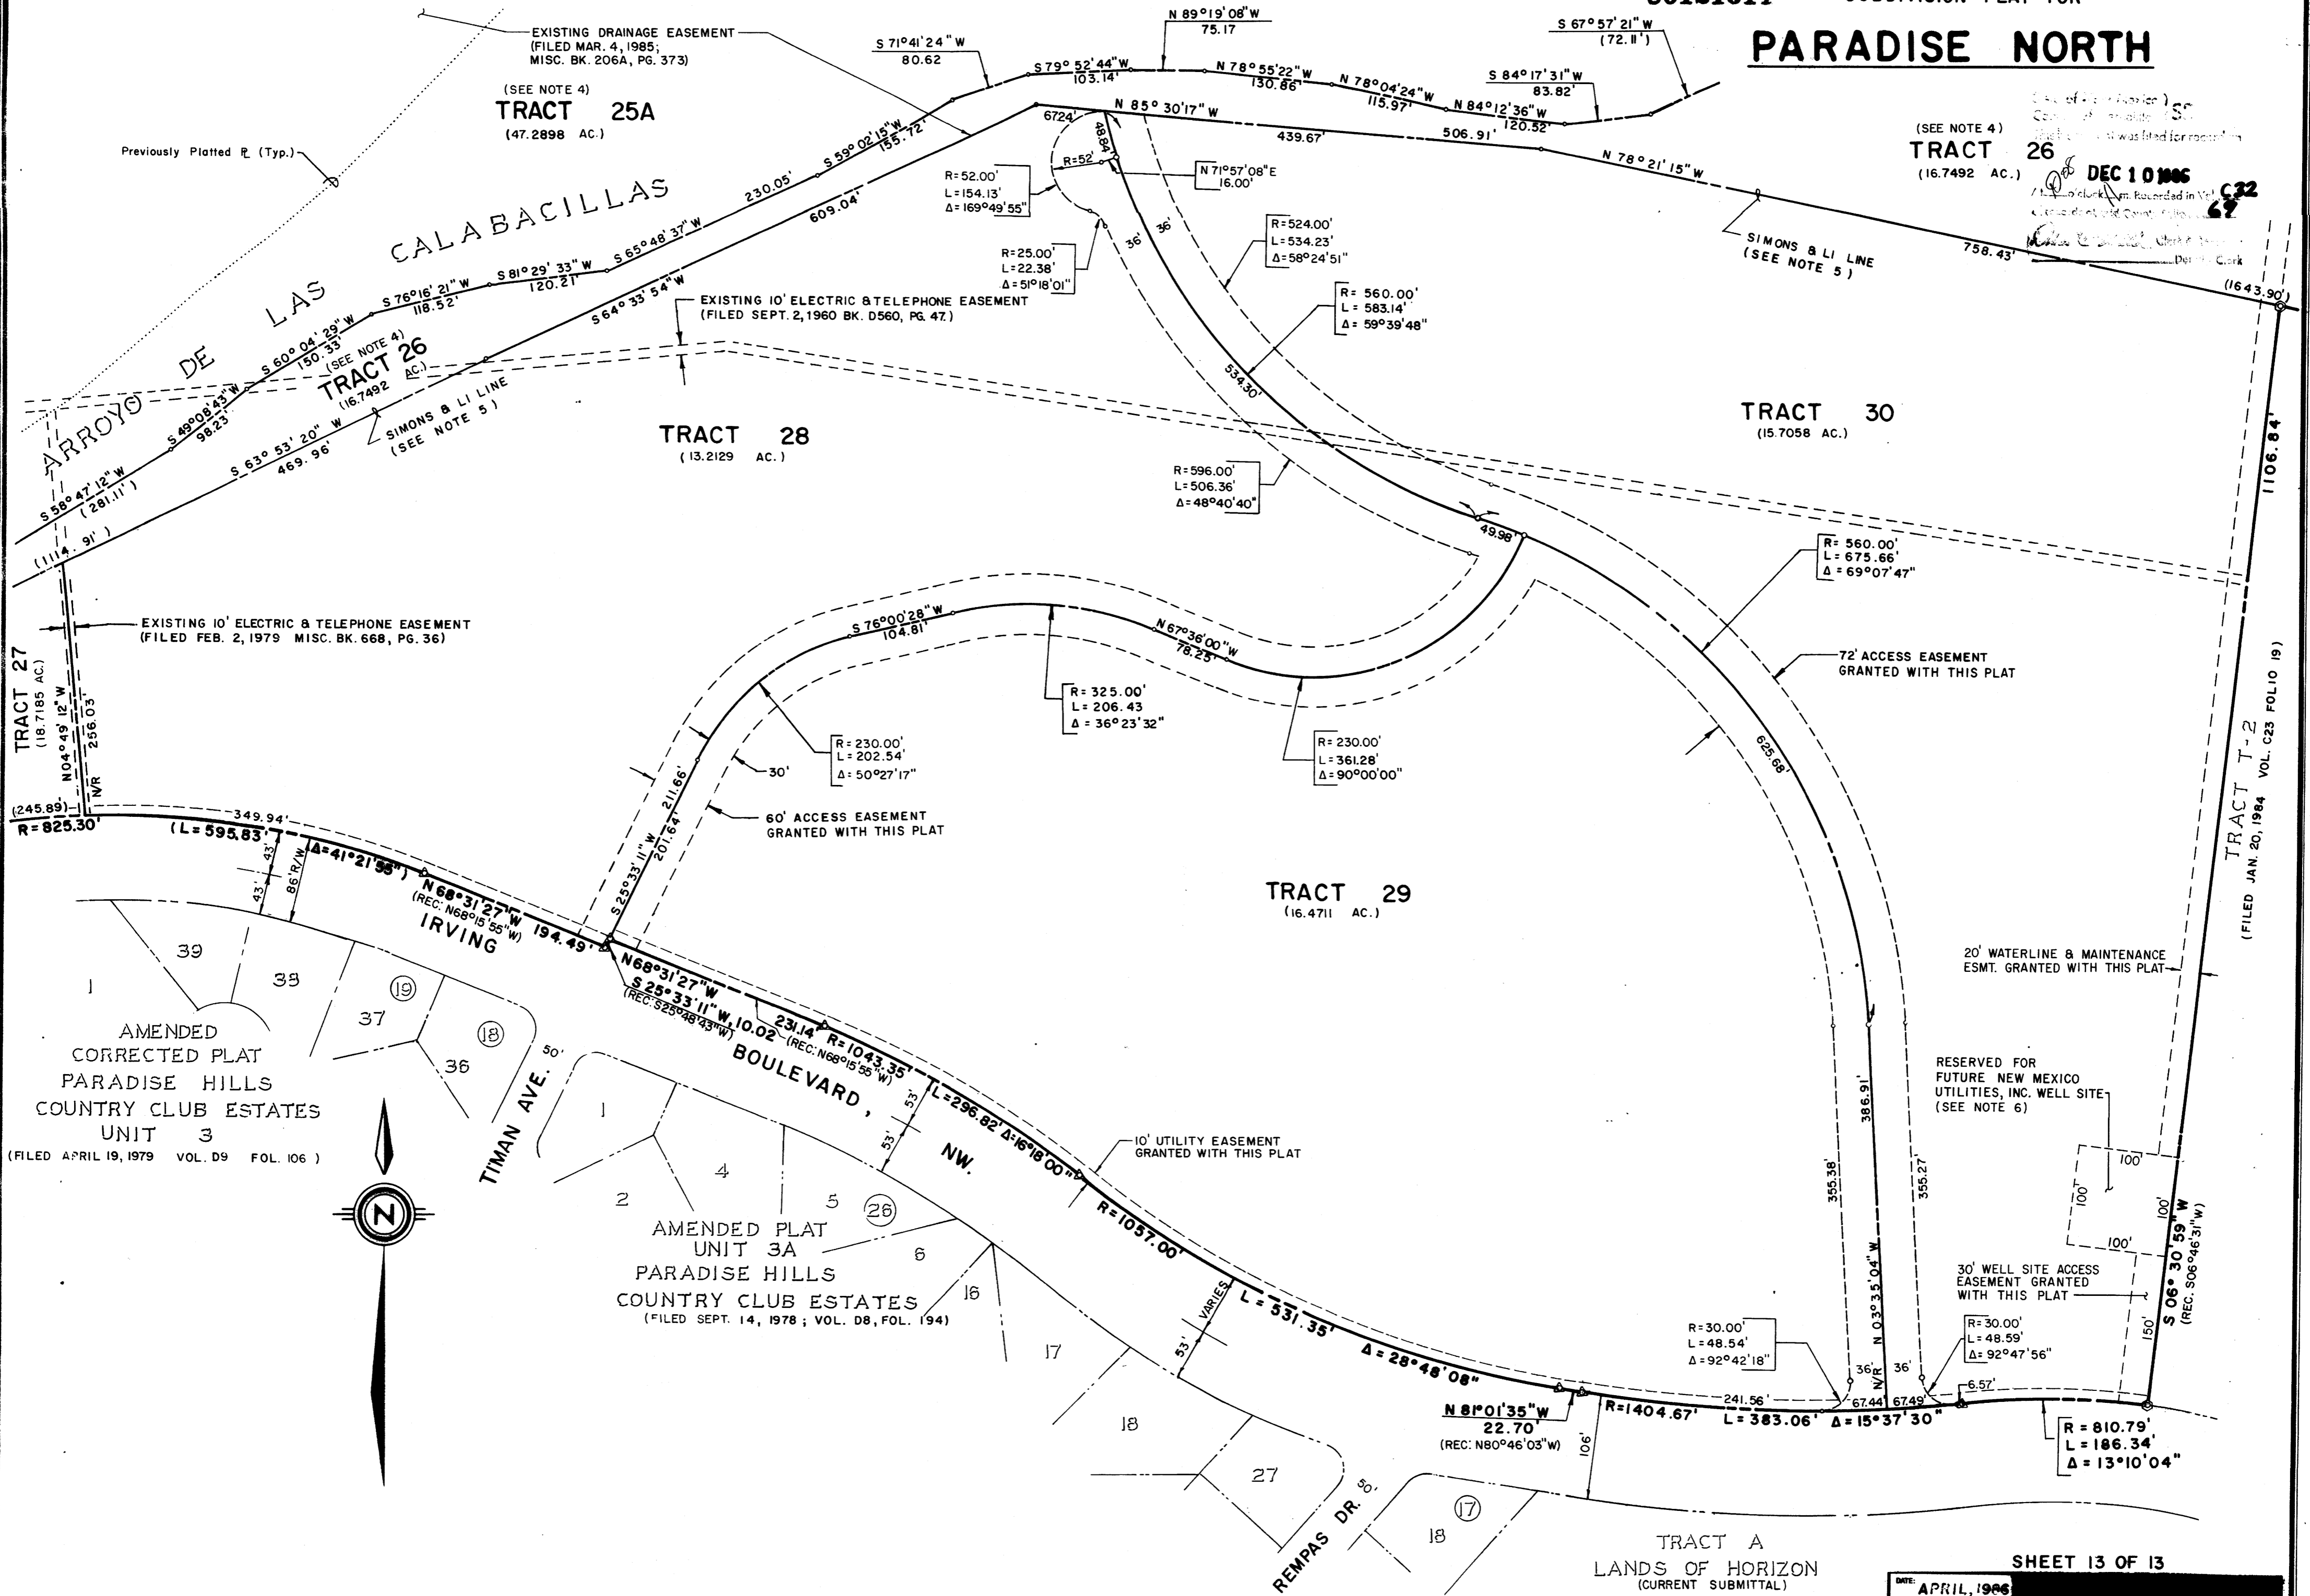 SUBDIVISION PLAT FOR
PARADISE NORTH
EXISTING DRAINAGE EASEMENT
(FILED MAR. 4, 1985;
MISC. BK. 206A, PG. 373)
(SEE NOTE 4)
TRACT 25A
(47.2898 AC.)
Previously Platted ℞ (Typ.)
S 71°41'24" W
80.62
N 89°19'08" W
75.17
S 67°57'21" W
(72.11')
S 79°52'44" W
103.14'
N 78°55'22" W
130.86'
N 78°04'24" W
115.97'
S 84°17'31" W
83.82'
N 84°12'36" W
120.52'
(SEE NOTE 4)
TRACT 26
(16.7492 AC.)
was filed for record
DEC 10 1986
Recorded in Vol. C32
69
N 85°30'17" W
67.24'
439.67'
506.91'
N 78°21'15" W
758.43'
(1643.90')
SIMONS & LI LINE
(SEE NOTE 5)
S 59°02'15" W
155.72'
230.05'
609.04'
S 65°48'37" W
S 81°29'33" W
120.21'
S 76°16'21" W
118.52'
S 64°33'54" W
S 60°04'29" W
150.33'
S 49°08'43" W
98.23'
S 58°47'12" W
(281.11')
S 63°53'20" W
469.96'
(1114.91')
ARROYO DE LAS CALABACILLAS
(SEE NOTE 4)
TRACT 26
(16.7492 AC.)
SIMONS & LI LINE
(SEE NOTE 5)
48.84'
R=52'
R=52.00'
L=154.13'
Δ=169°49'55"
N 71°57'08" E
16.00'
R=25.00'
L=22.38'
Δ=51°18'01"
36' 36'
R=524.00'
L=534.23'
Δ=58°24'51"
R= 560.00'
L= 583.14'
Δ= 59°39'48"
534.30'
EXISTING 10' ELECTRIC & TELEPHONE EASEMENT
(FILED SEPT. 2, 1960 BK. D560, PG. 47.)
TRACT 28
(13.2129 AC.)
TRACT 30
(15.7058 AC.)
R=596.00'
L=506.36'
Δ=48°40'40"
49.98'
R= 560.00'
L= 675.66'
Δ= 69°07'47"
1106.84'
EXISTING 10' ELECTRIC & TELEPHONE EASEMENT
(FILED FEB. 2, 1979 MISC. BK. 668, PG. 36)
TRACT 27
(18.7185 AC.)
N04°49'12" W
256.03'
N/R
S 76°00'28" W
104.81'
N 67°36'00" W
78.25'
R= 325.00'
L= 206.43
Δ= 36°23'32"
R= 230.00'
L= 202.54'
Δ= 50°27'17"
R= 230.00'
L= 361.28'
Δ= 90°00'00"
72' ACCESS EASEMENT
GRANTED WITH THIS PLAT
625.68'
30'
211.66'
201.64'
S 25°33'11" W
60' ACCESS EASEMENT
GRANTED WITH THIS PLAT
TRACT T-2
(FILED JAN. 20, 1984 VOL. C23 FOLIO 19)
(245.89')
R=825.30'
349.94'
(L=595.83'
Δ=41°21'55")
43'
43'
86' R/W
N 68°31'27" W
(REC: N68°15'55"W)
194.49'
IRVING
TRACT 29
(16.4711 AC.)
N68°31'27" W
S 25°33'11" W, 10.02
(REC: S25°48'43"W)
231.14'
(REC: N68°15'55"W)
BOULEVARD,
NW.
R=1043.35'
L=296.82'
Δ=16°18'00"
53'
53'
20' WATERLINE & MAINTENANCE
ESMT. GRANTED WITH THIS PLAT
39
1
38
19
37
18
36
AMENDED
CORRECTED PLAT
PARADISE HILLS
COUNTRY CLUB ESTATES
UNIT 3
(FILED APRIL 19, 1979 VOL. D9 FOL. 106)
50'
TIMAN AVE.
1
2
4
5
26
6
16
17
18
27
10' UTILITY EASEMENT
GRANTED WITH THIS PLAT
N
AMENDED PLAT
UNIT 3A
PARADISE HILLS
COUNTRY CLUB ESTATES
(FILED SEPT. 14, 1978; VOL. D8, FOL. 194)
R=1057.00'
L= 531.35'
Δ= 28°48'08"
VARIES
53'
386.91'
355.38'
355.27'
N 03°35'04" W
N/R
RESERVED FOR
FUTURE NEW MEXICO
UTILITIES, INC. WELL SITE
(SEE NOTE 6)
100'
100'
100'
100'
S 06°30'59" W
(REC. S06°46'31"W)
30' WELL SITE ACCESS
EASEMENT GRANTED
WITH THIS PLAT
150'
R=30.00'
L=48.54'
Δ=92°42'18"
R=30.00'
L=48.59'
Δ=92°47'56"
36' 36'
6.57'
241.56'
67.44' 67.49'
N 81°01'35" W
22.70'
(REC: N80°46'03"W)
R=1404.67'
L=383.06'
Δ=15°37'30"
106'
R= 810.79'
L= 186.34'
Δ= 13°10'04"
50'
REMPAS DR.
17
18
TRACT A
LANDS OF HORIZON
(CURRENT SUBMITTAL)
SHEET 13 OF 13
DATE: APRIL, 1986